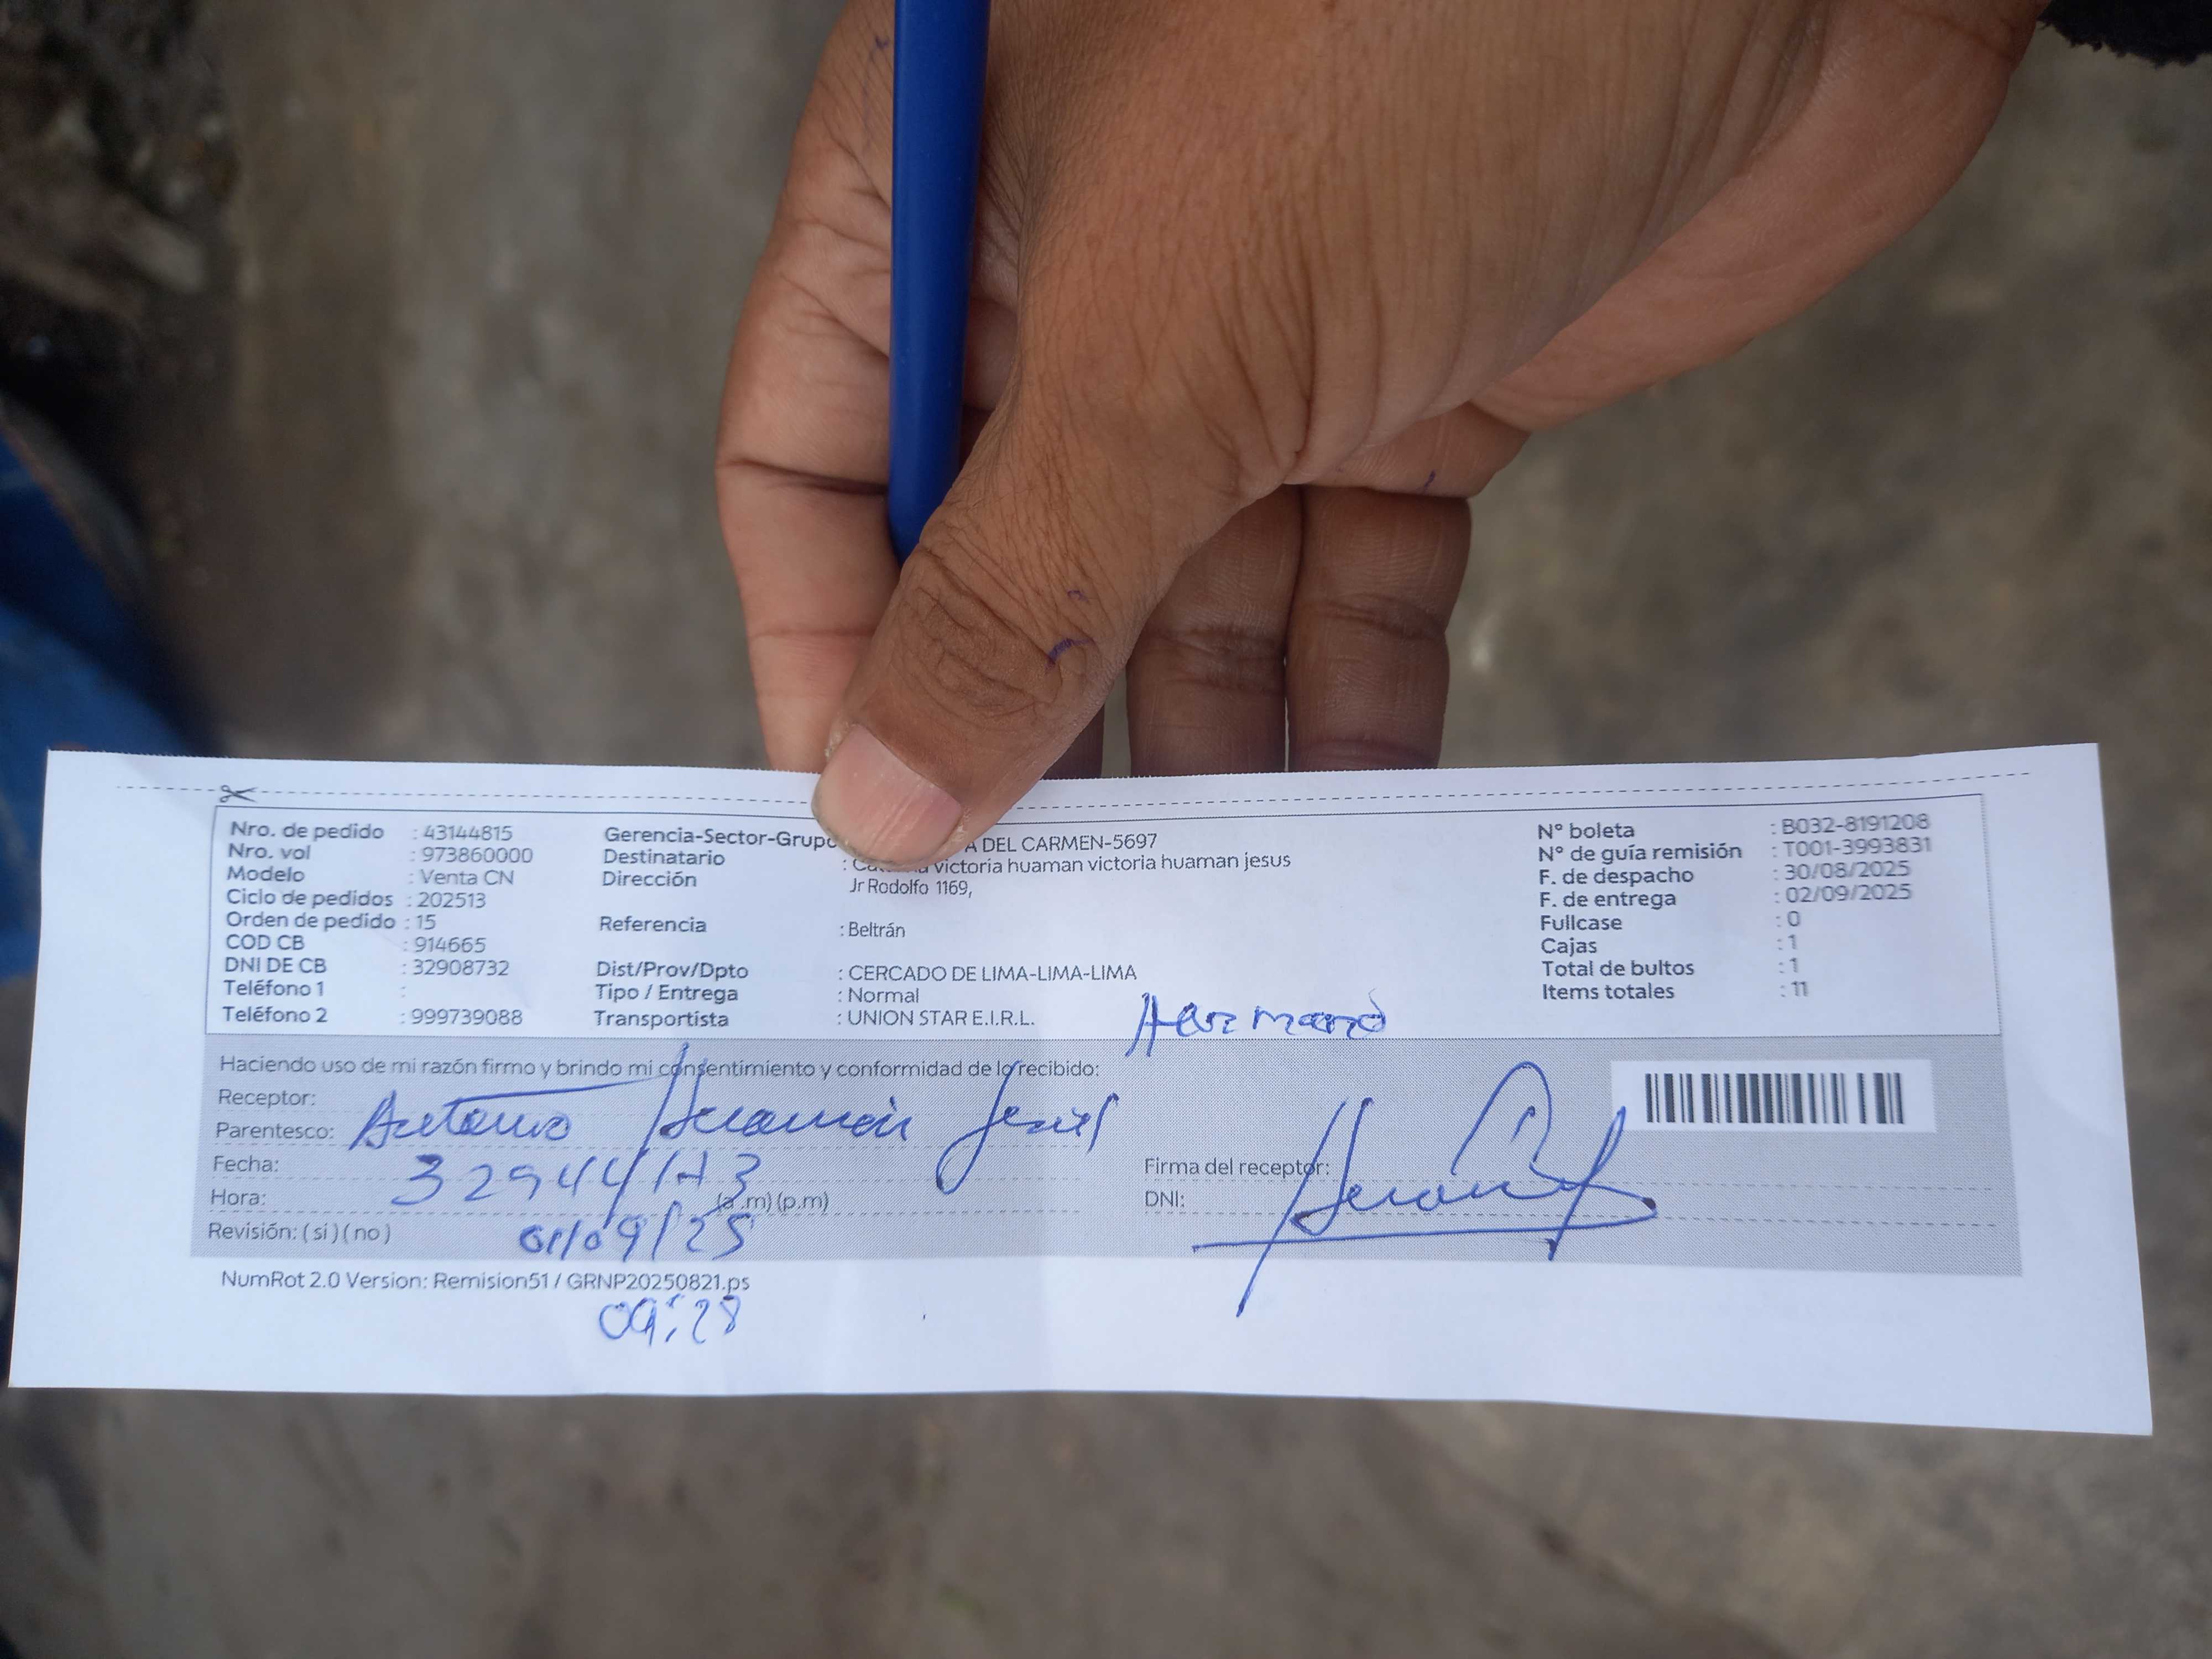 Nro. de pedido : 43144815
Nro. vol : 973860000
Modelo : Venta CN
Ciclo de pedidos : 202513
Orden de pedido : 15
COD CB : 914665
DNI DE CB : 32908732
Teléfono 1 :
Teléfono 2 : 999739088
Gerencia-Sector-Grupo A DEL CARMEN-5697
Destinatario : victoria huaman victoria huaman jesus
Dirección Jr Rodolfo 1169,
Referencia : Beltrán
Dist/Prov/Dpto : CERCADO DE LIMA-LIMA-LIMA
Tipo / Entrega : Normal
Transportista : UNION STAR E.I.R.L.
N° boleta : B032-8191208
N° de guía remisión : T001-3993831
F. de despacho : 30/08/2025
F. de entrega : 02/09/2025
Fullcase : 0
Cajas : 1
Total de bultos : 1
Items totales : 11
Hermano
Haciendo uso de mi razón firmo y brindo mi consentimiento y conformidad de lo recibido:
Receptor:
Parentesco: Antonio Huamán Jesus
Fecha:
Hora: (a .m) (p.m)
Revisión: ( si ) ( no ) 01/09/25
Firma del receptor:
DNI:
NumRot 2.0 Version: Remision51 / GRNP20250821.ps
09:28